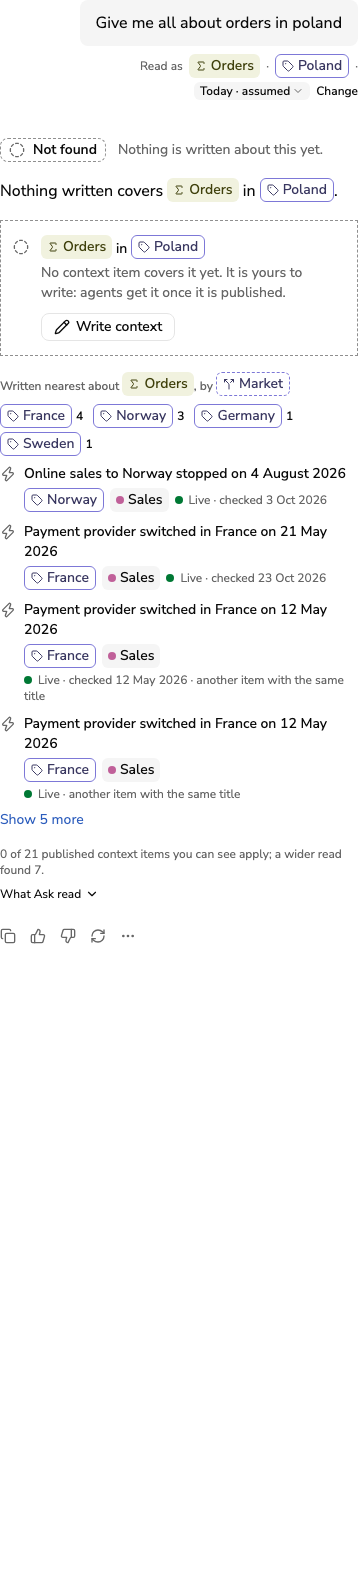 Give me all about orders in poland
Read as Σ Orders · Poland ·
Today · assumed Change
Not found Nothing is written about this yet.
Nothing written covers Σ Orders in Poland.
Σ Orders in Poland
No context item covers it yet. It is yours to
write: agents get it once it is published.
Write context
Written nearest about Σ Orders, by Market
France 4 Norway 3 Germany 1
Sweden 1
Online sales to Norway stopped on 4 August 2026
Norway Sales Live · checked 3 Oct 2026
Payment provider switched in France on 21 May
2026
France Sales Live · checked 23 Oct 2026
Payment provider switched in France on 12 May
2026
France Sales
Live · checked 12 May 2026 · another item with the same
title
Payment provider switched in France on 12 May
2026
France Sales
Live · another item with the same title
Show 5 more
0 of 21 published context items you can see apply; a wider read
found 7.
What Ask read